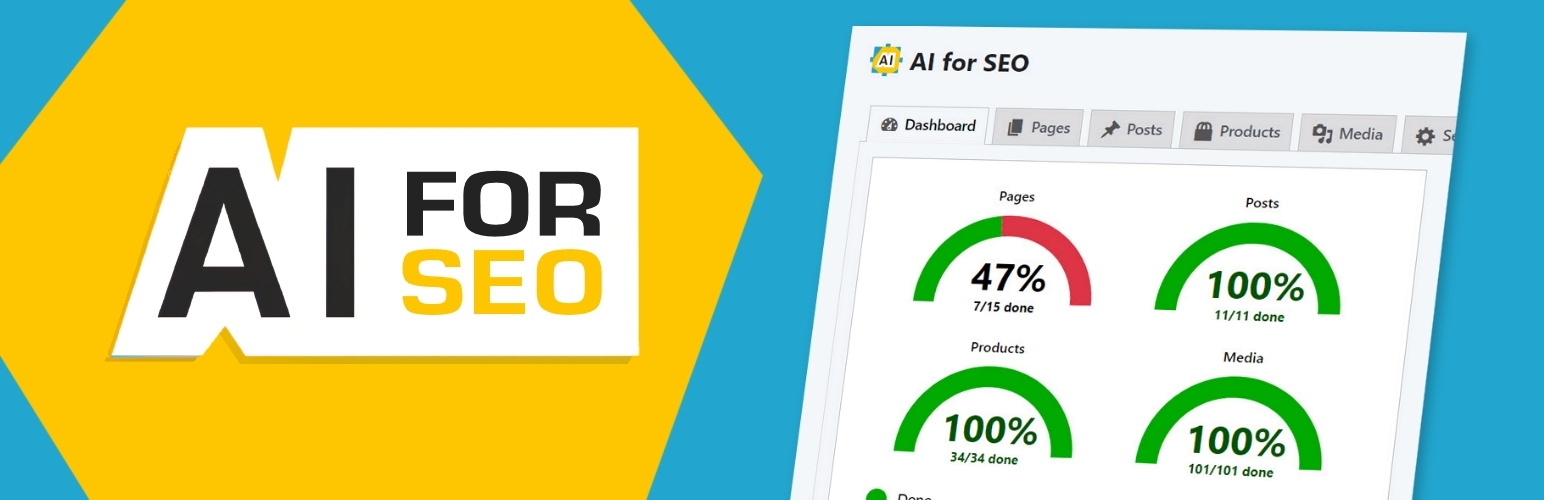 AI FOR
SEO
AI AI for SEO
Dashboard Pages Posts Products Media
Pages
47%
7/15 done
Posts
100%
11/11 done
Products
100%
34/34 done
Media
100%
101/101 done